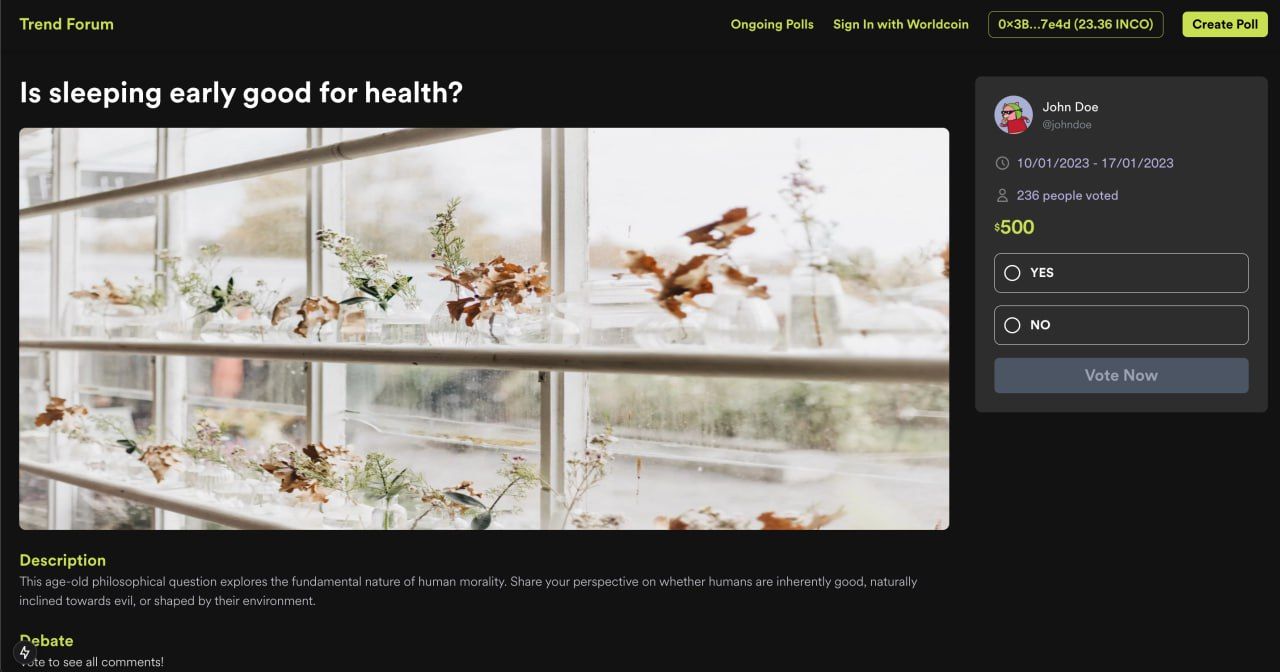 Trend Forum
Ongoing Polls
Sign In with Worldcoin
0×3B...7e4d (23.36 INCO)
Create Poll
Is sleeping early good for health?
John Doe
@johndoe
10/01/2023 - 17/01/2023
236 people voted
$500
YES
NO
Vote Now
Description
This age-old philosophical question explores the fundamental nature of human morality. Share your perspective on whether humans are inherently good, naturally
inclined towards evil, or shaped by their environment.
Debate
Vote to see all comments!